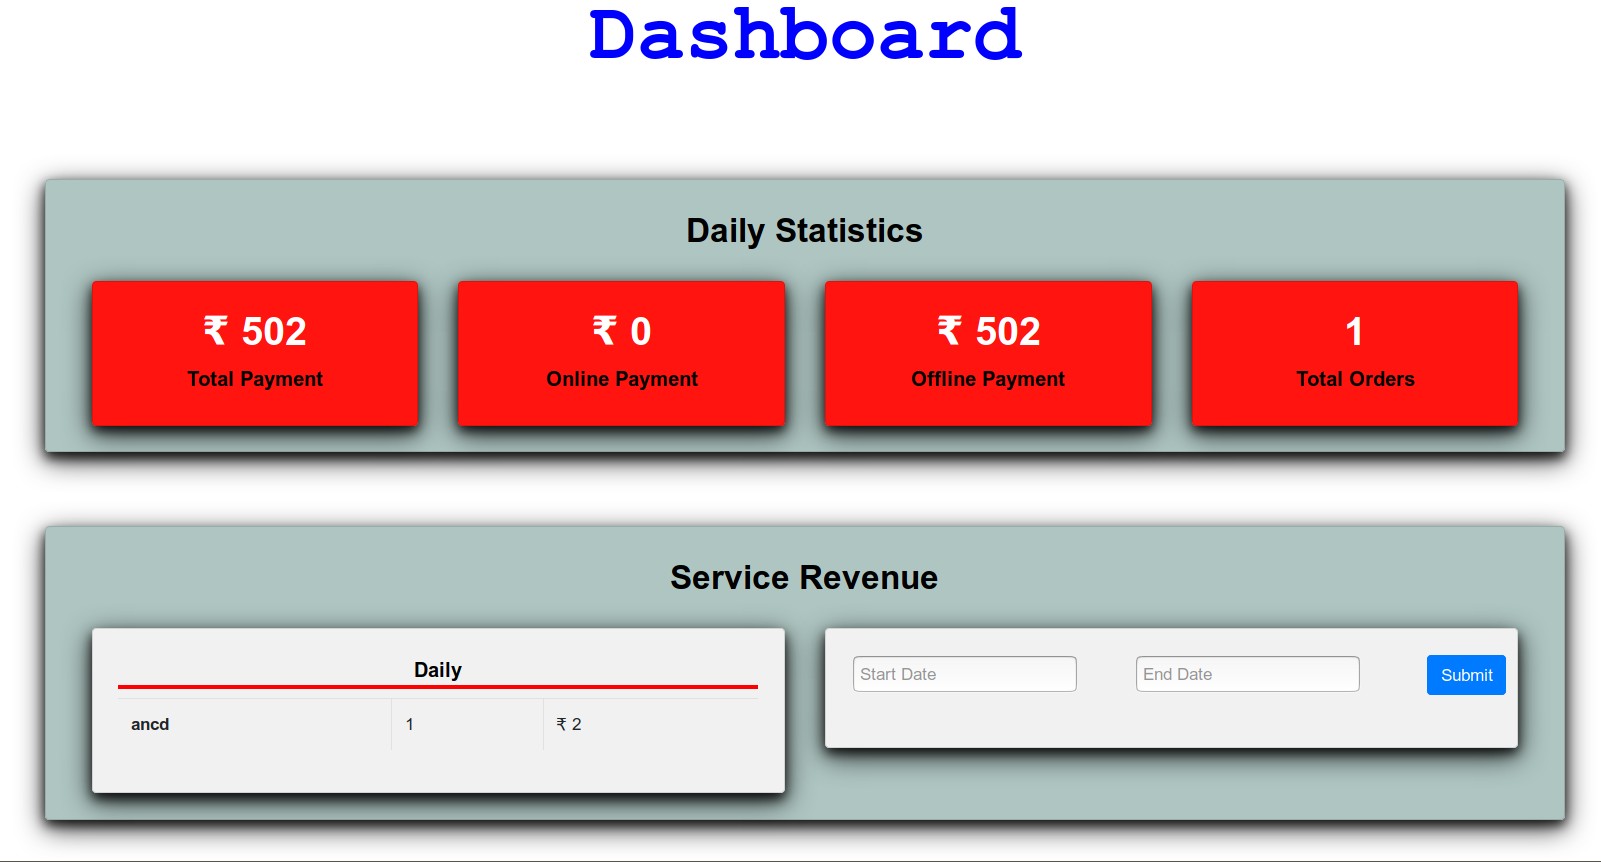 Dashboard
Daily Statistics
₹ 502
Total Payment
₹ 0
Online Payment
₹ 502
Offline Payment
1
Total Orders
Service Revenue
Daily
ancd 1 ₹ 2
Start Date End Date Submit